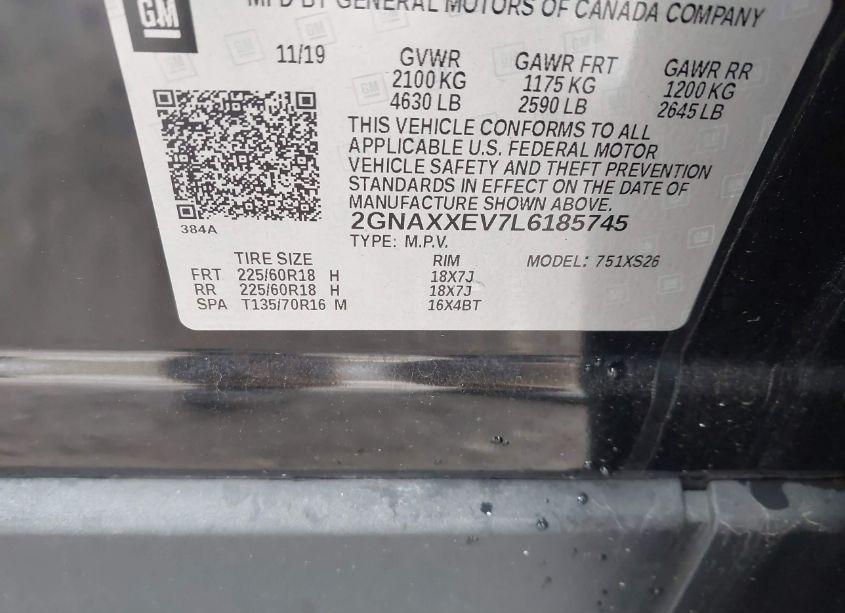 GM
MFD BY GENERAL MOTORS OF CANADA COMPANY
11/19
GVWR
2100 KG
4630 LB
GAWR FRT
1175 KG
2590 LB
GAWR RR
1200 KG
2645 LB
THIS VEHICLE CONFORMS TO ALL
APPLICABLE U.S. FEDERAL MOTOR
VEHICLE SAFETY AND THEFT PREVENTION
STANDARDS IN EFFECT ON THE DATE OF
MANUFACTURE SHOWN ABOVE.
2GNAXXEV7L6185745
TYPE: M.P.V.
384A
TIRE SIZE RIM MODEL: 751XS26
FRT 225/60R18 H 18X7J
RR 225/60R18 H 18X7J
SPA T135/70R16 M 16X4BT